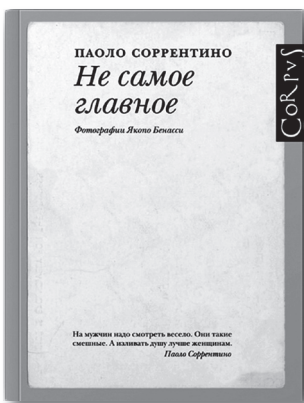 ПАОЛО СОРРЕНТИНО
Не самое
главное
Фотографии Якопо Бенасси
CORPVS
На мужчин надо смотреть весело. Они такие
смешные. А изливать душу лучше женщинам.
Паоло Соррентино